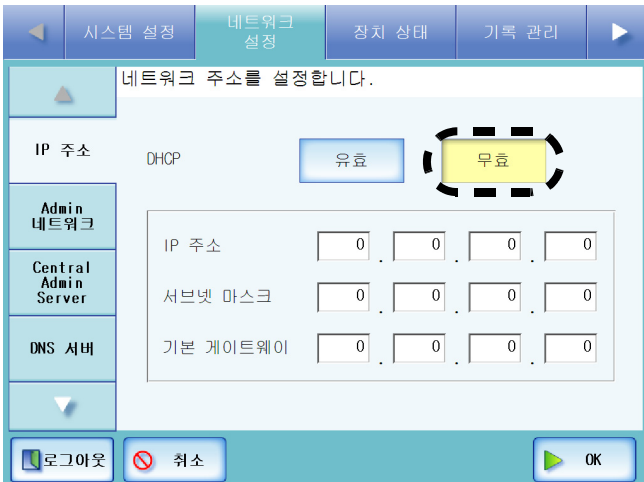 시스템 설정
네트워크
설정
장치 상태
기록 관리
네트워크 주소를 설정합니다.
IP 주소
Admin
네트워크
Central
Admin
Server
DNS 서버
DHCP
유효
무효
IP 주소
0 . 0 . 0 . 0
서브넷 마스크
0 . 0 . 0 . 0
기본 게이트웨이
0 . 0 . 0 . 0
로그아웃
취소
OK